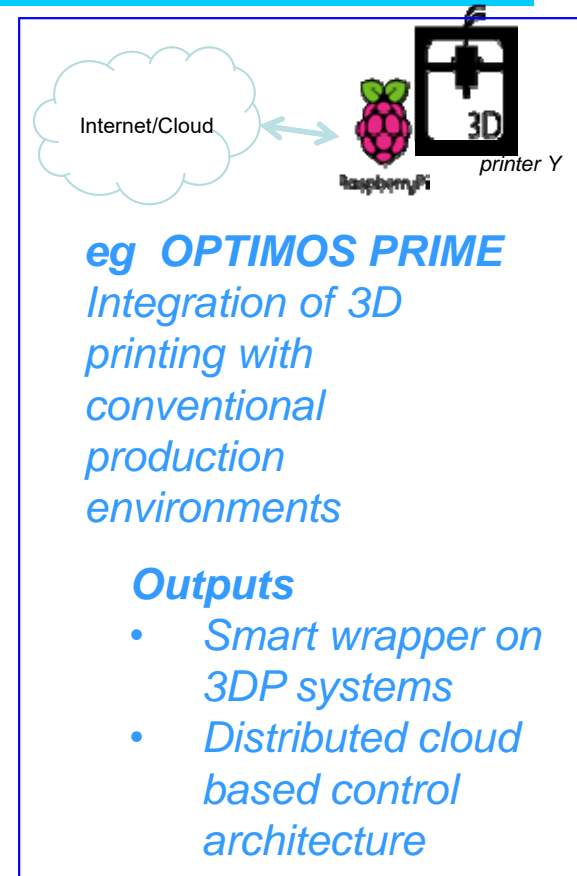 Internet/Cloud
3D
printer Y
RaspberryPi
eg OPTIMOS PRIME
Integration of 3D
printing with
conventional
production
environments
Outputs
• Smart wrapper on
3DP systems
• Distributed cloud
based control
architecture